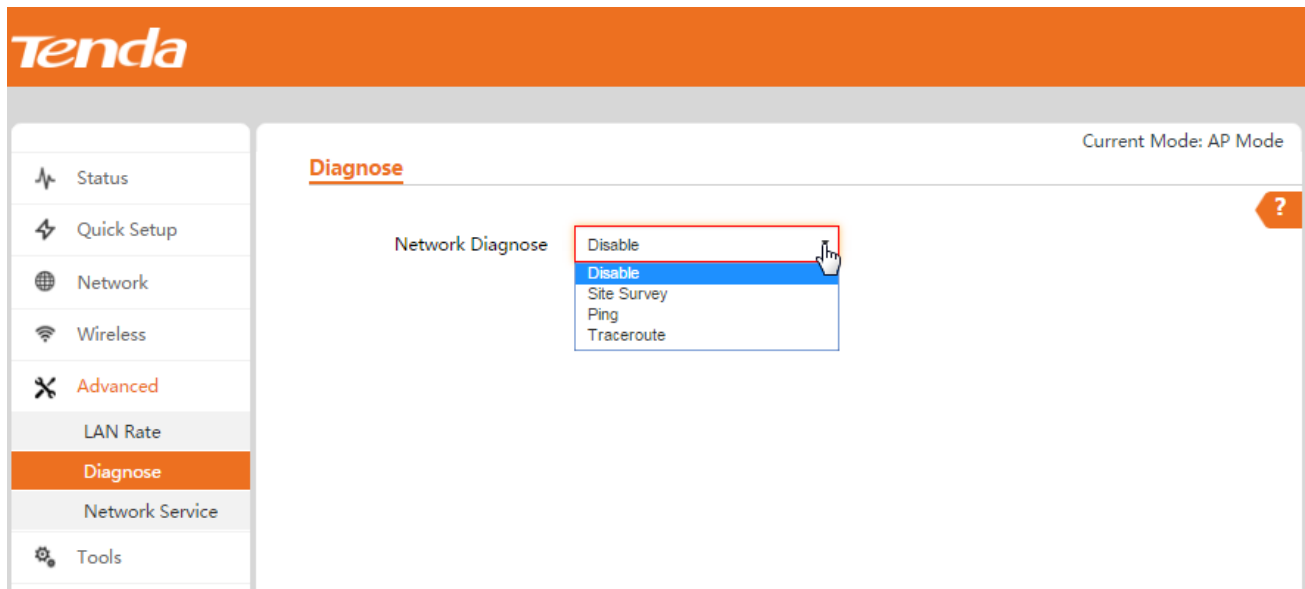 Tenda
Current Mode: AP Mode
Diagnose
?
Status
Quick Setup
Network
Wireless
Advanced
LAN Rate
Diagnose
Network Service
Tools
Network Diagnose
Disable
Disable
Site Survey
Ping
Traceroute